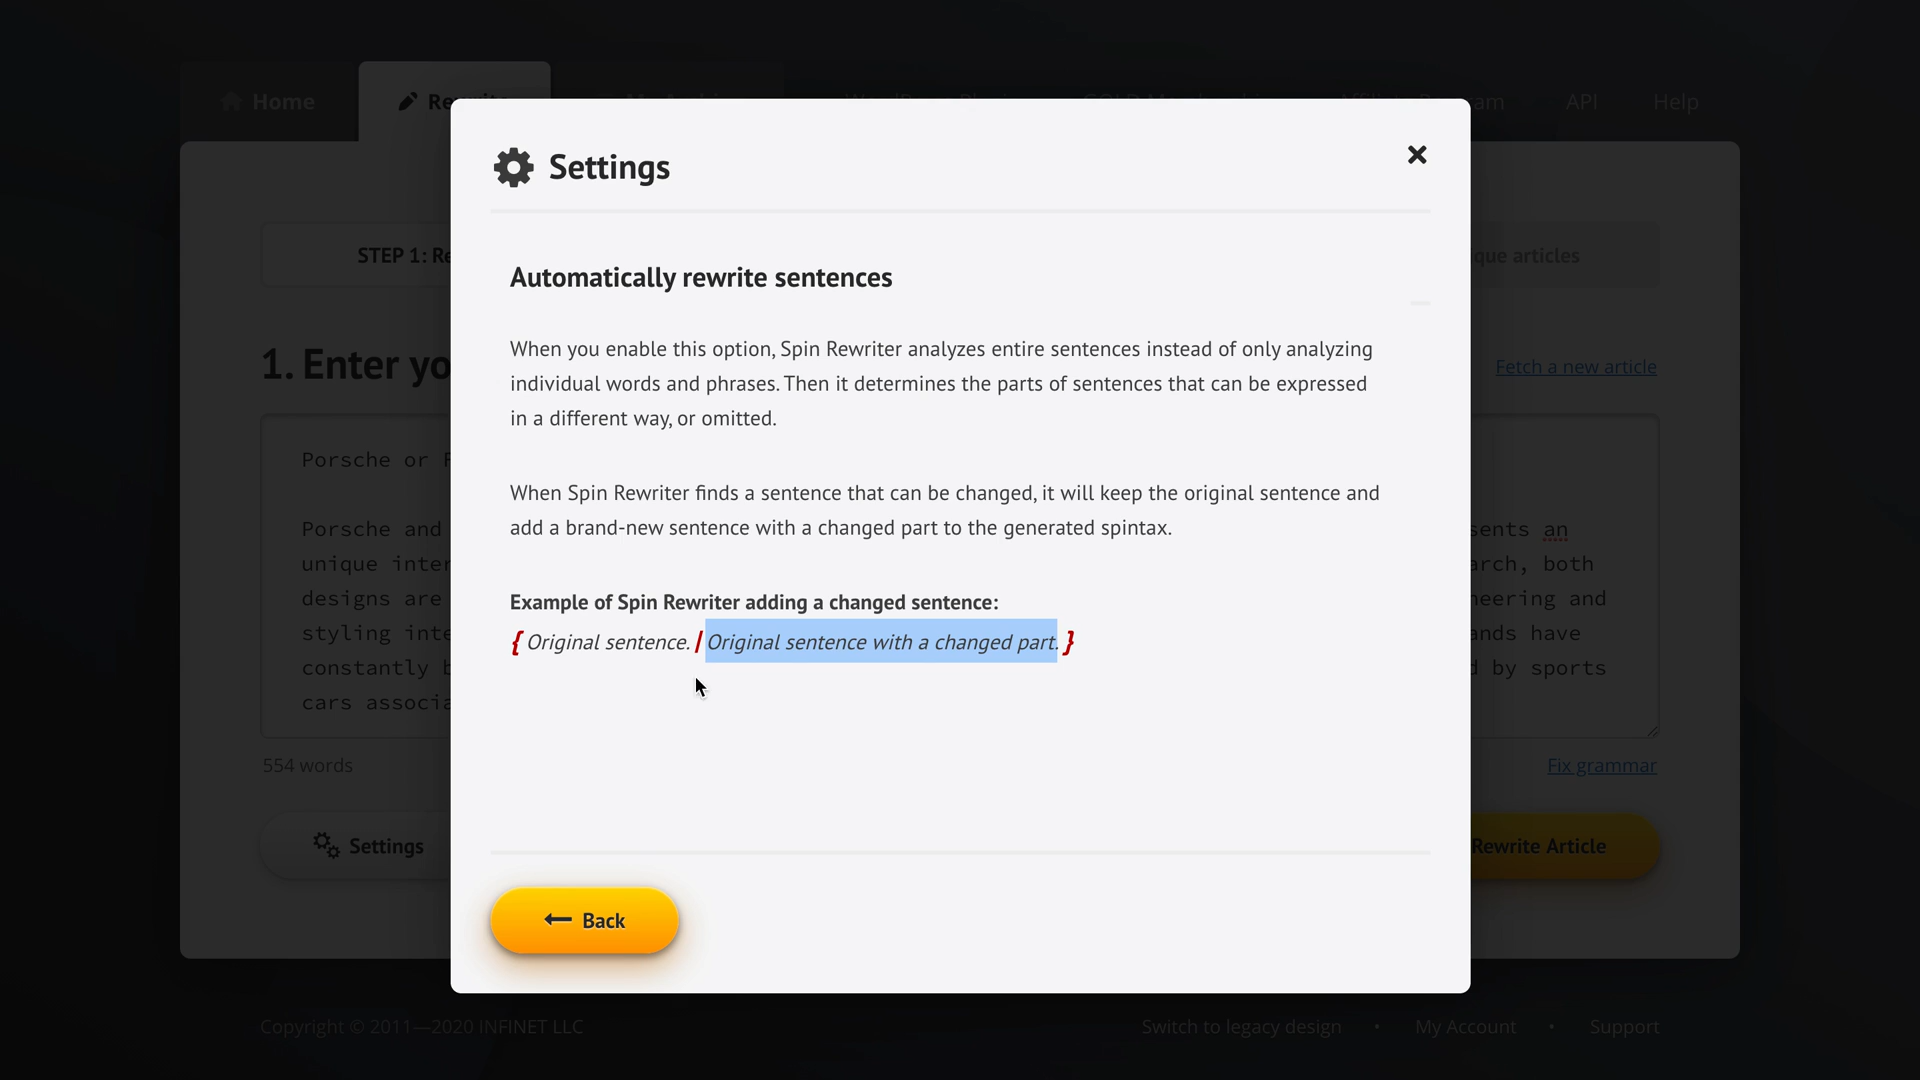 Home
API
Help
Settings
STEP 1: Re
que articles
Automatically rewrite sentences
When you enable this option, Spin Rewriter analyzes entire sentences instead of only analyzing
individual words and phrases. Then it determines the parts of sentences that can be expressed
in a different way, or omitted.
1. Enter yo
Fetch a new article
When Spin Rewriter finds a sentence that can be changed, it will keep the original sentence and
add a brand-new sentence with a changed part to the generated spintax.
Example of Spin Rewriter adding a changed sentence:
{ Original sentence. | Original sentence with a changed part. }
Porsche or
Porsche and
unique inter
designs are
styling inte
constantly b
cars associa
sents an
arch, both
neering and
ands have
d by sports
554 words
Fix grammar
Settings
Rewrite Article
Back
Copyright © 2011—2020 INFINET LLC
Switch to legacy design • My Account • Support